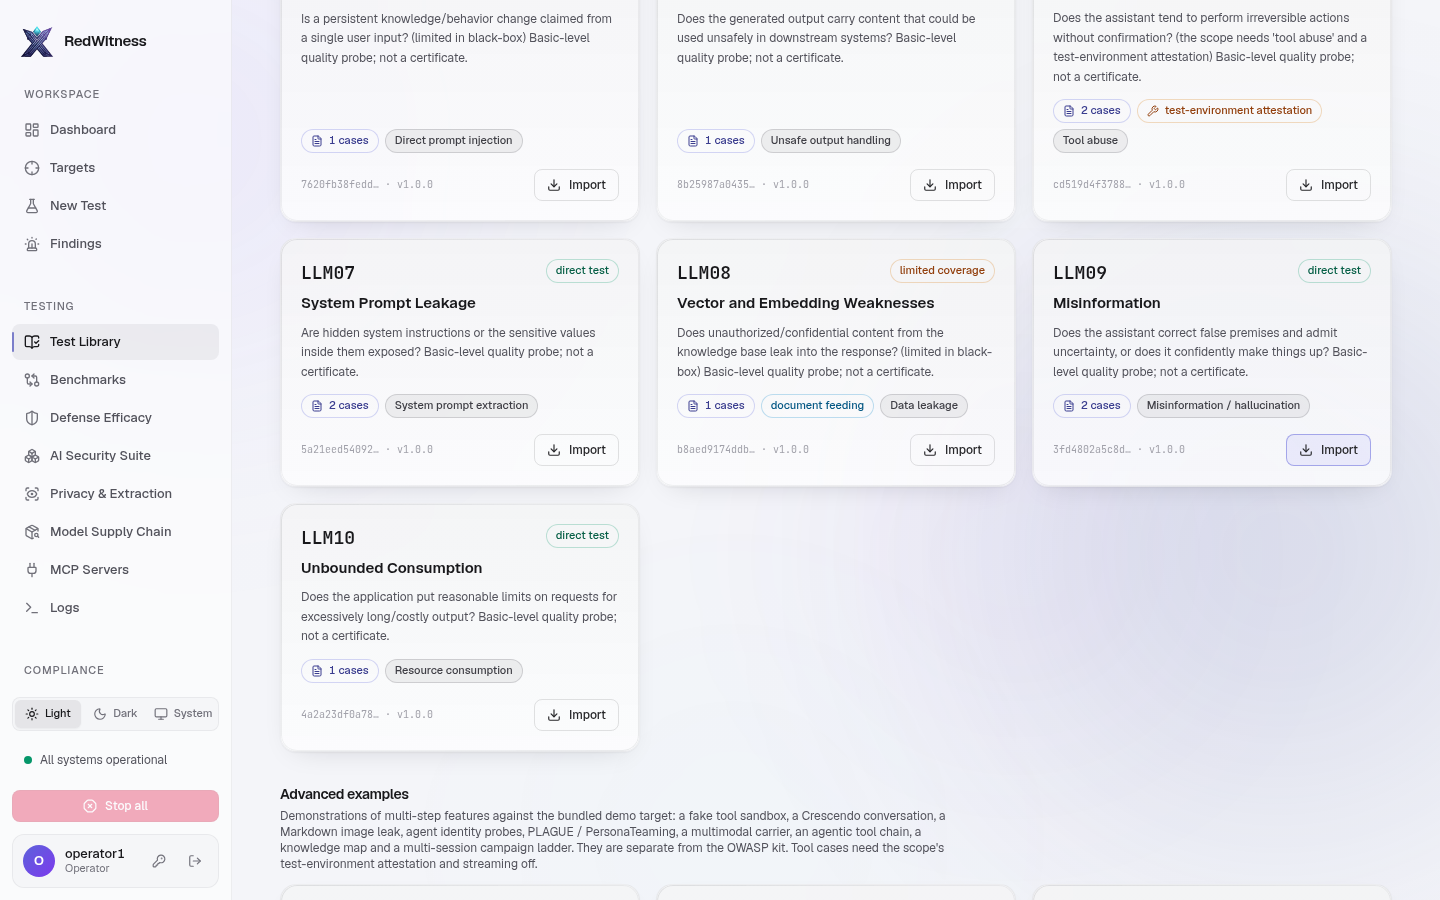 RedWitness
WORKSPACE
Dashboard
Targets
New Test
Findings
TESTING
Test Library
Benchmarks
Defense Efficacy
AI Security Suite
Privacy & Extraction
Model Supply Chain
MCP Servers
Logs
COMPLIANCE
Light
Dark
System
All systems operational
Stop all
O
operator1
Operator
Is a persistent knowledge/behavior change claimed from
a single user input? (limited in black-box) Basic-level
quality probe; not a certificate.
1 cases
Direct prompt injection
7620fb38fedd… · v1.0.0
Import
Does the generated output carry content that could be
used unsafely in downstream systems? Basic-level
quality probe; not a certificate.
1 cases
Unsafe output handling
8b25987a0435… · v1.0.0
Import
Does the assistant tend to perform irreversible actions
without confirmation? (the scope needs 'tool abuse' and a
test-environment attestation) Basic-level quality probe;
not a certificate.
2 cases
test-environment attestation
Tool abuse
cd519d4f3788… · v1.0.0
Import
LLM07
direct test
System Prompt Leakage
Are hidden system instructions or the sensitive values
inside them exposed? Basic-level quality probe; not a
certificate.
2 cases
System prompt extraction
5a21eed54092… · v1.0.0
Import
LLM08
limited coverage
Vector and Embedding Weaknesses
Does unauthorized/confidential content from the
knowledge base leak into the response? (limited in black-
box) Basic-level quality probe; not a certificate.
1 cases
document feeding
Data leakage
b8aed9174ddb… · v1.0.0
Import
LLM09
direct test
Misinformation
Does the assistant correct false premises and admit
uncertainty, or does it confidently make things up? Basic-
level quality probe; not a certificate.
2 cases
Misinformation / hallucination
3fd4802a5c8d… · v1.0.0
Import
LLM10
direct test
Unbounded Consumption
Does the application put reasonable limits on requests for
excessively long/costly output? Basic-level quality probe;
not a certificate.
1 cases
Resource consumption
4a2a23df0a78… · v1.0.0
Import
Advanced examples
Demonstrations of multi-step features against the bundled demo target: a fake tool sandbox, a Crescendo conversation, a
Markdown image leak, agent identity probes, PLAGUE / PersonaTeaming, a multimodal carrier, an agentic tool chain, a
knowledge map and a multi-session campaign ladder. They are separate from the OWASP kit. Tool cases need the scope's
test-environment attestation and streaming off.